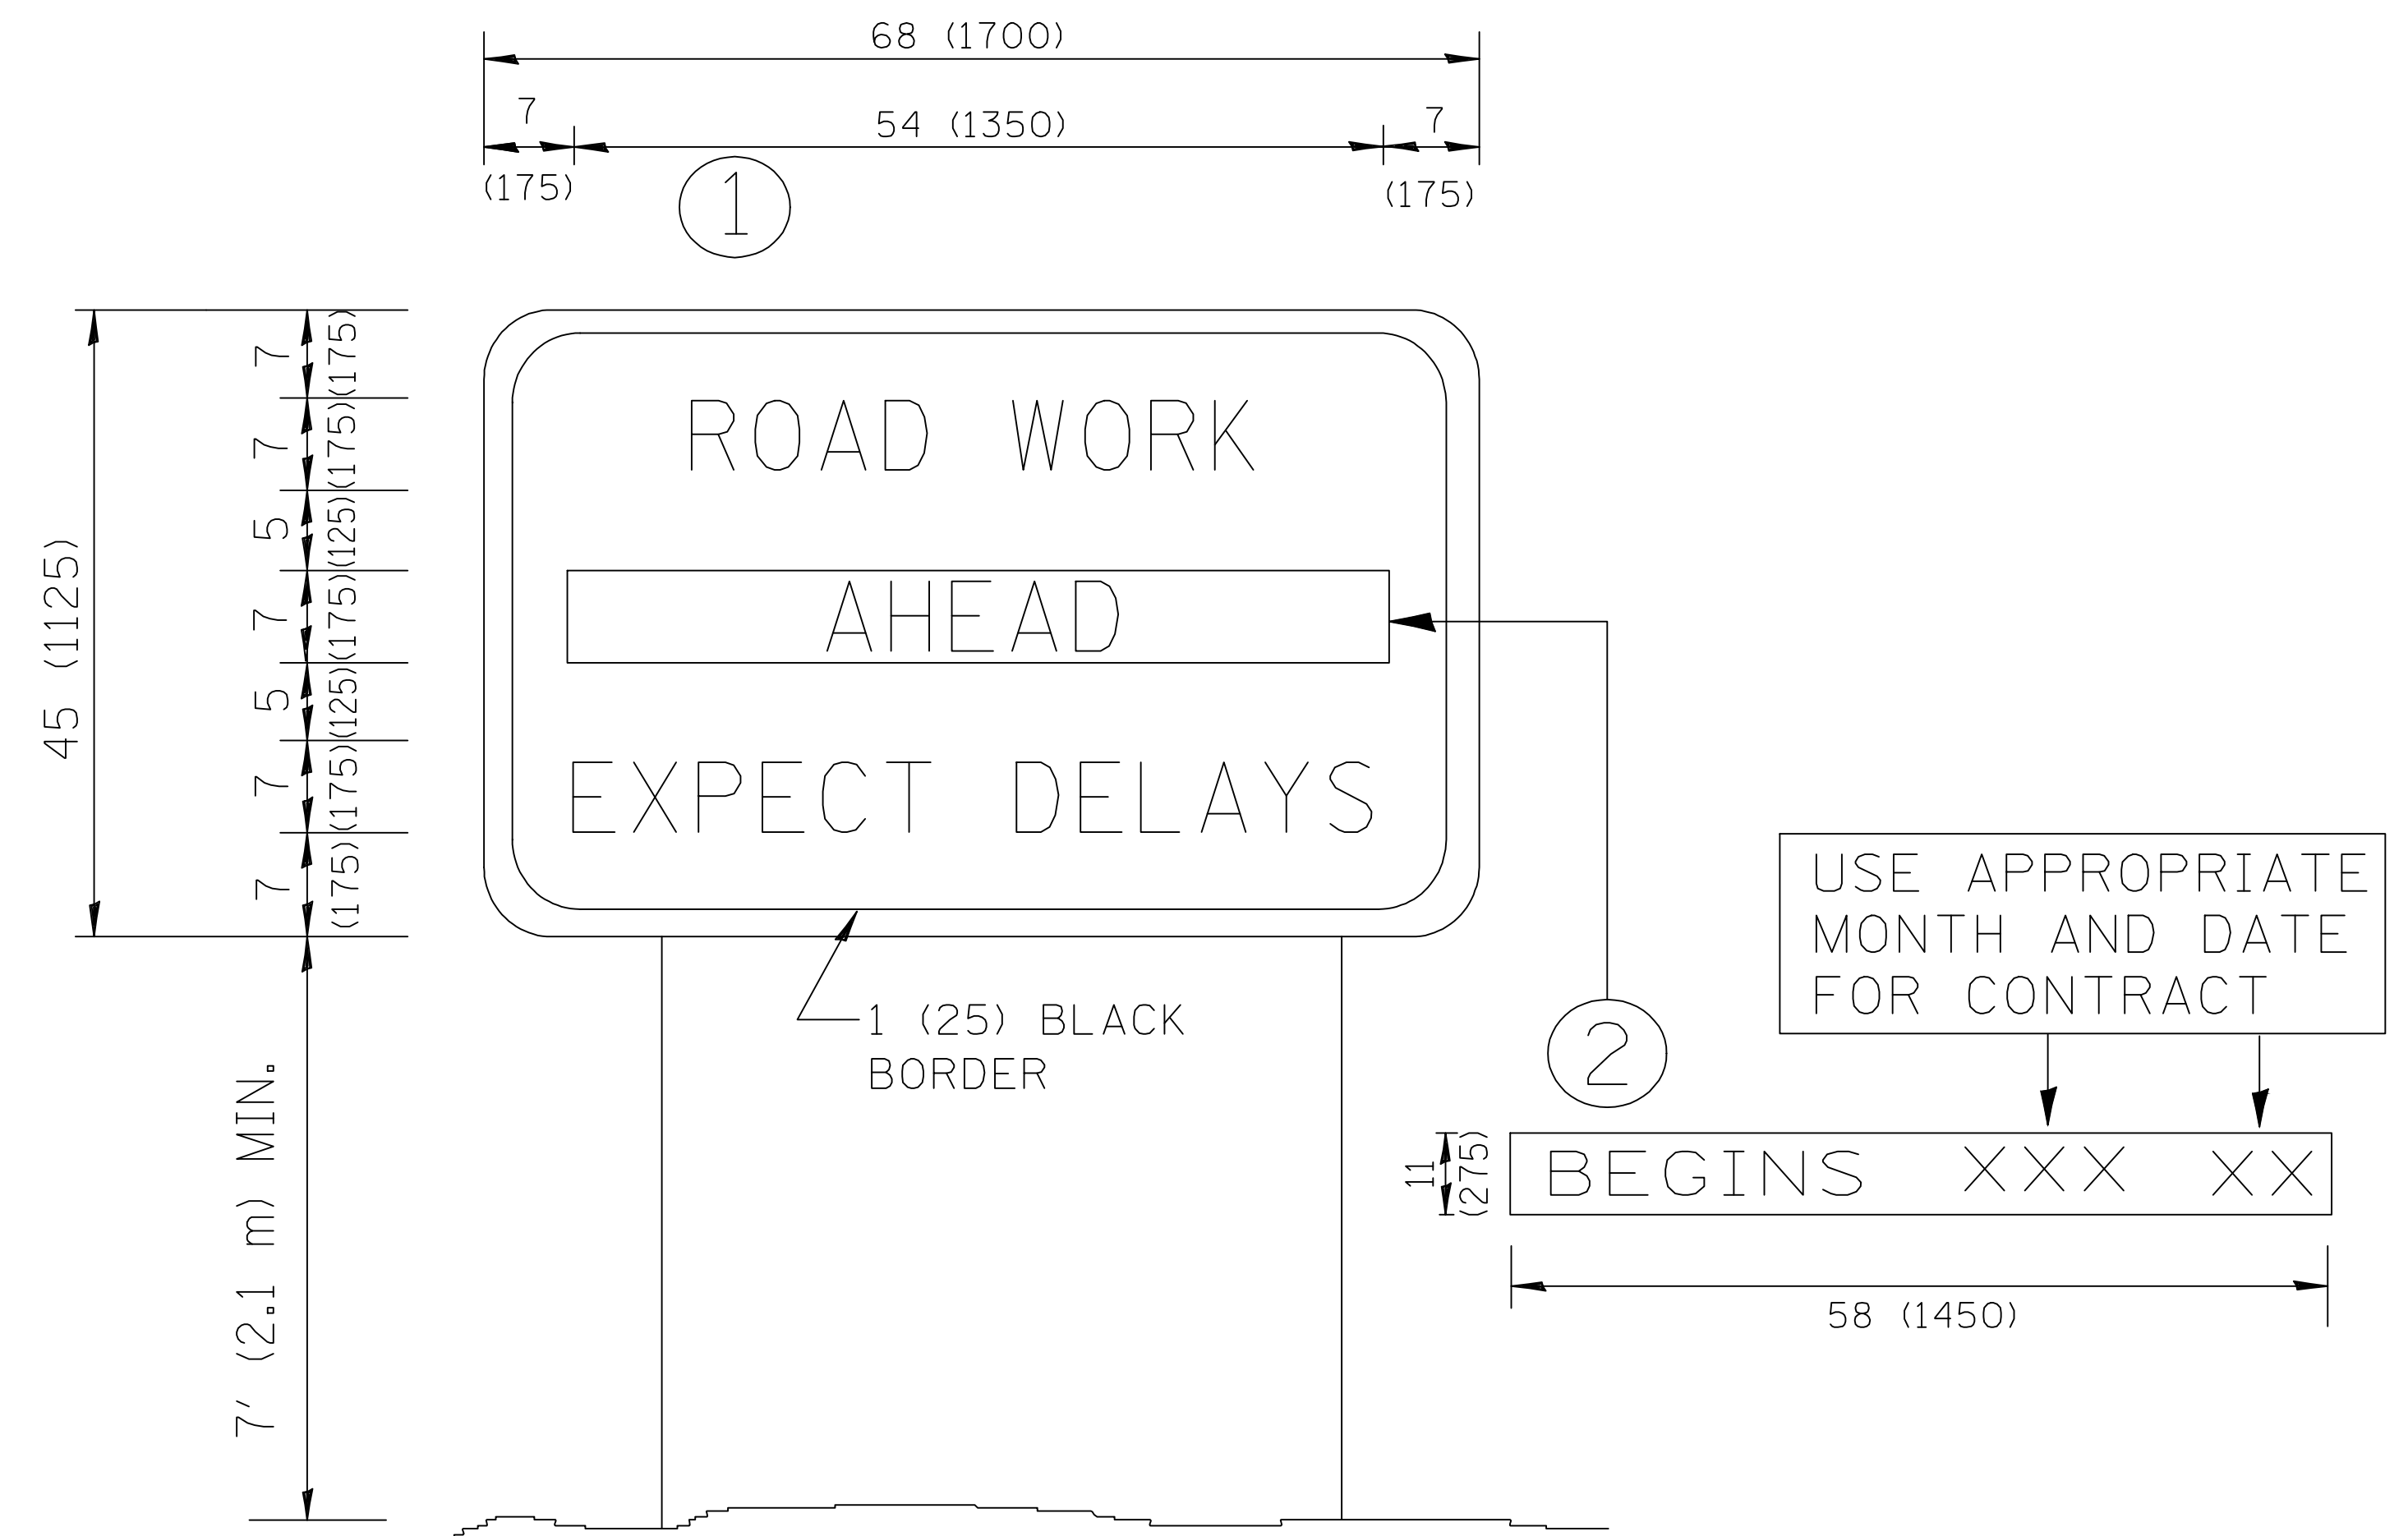 68 (1700)
7
54 (1350)
7
(175)
(175)
1
45 (1125)
7
(175)
7
(175)
5
(125)
7
(175)
5
(125)
7
(175)
7
(175)
7' (2.1 m) MIN.
ROAD WORK
AHEAD
EXPECT DELAYS
1 (25) BLACK
BORDER
2
USE APPROPRIATE
MONTH AND DATE
FOR CONTRACT
11
(275)
BEGINS XXX XX
58 (1450)